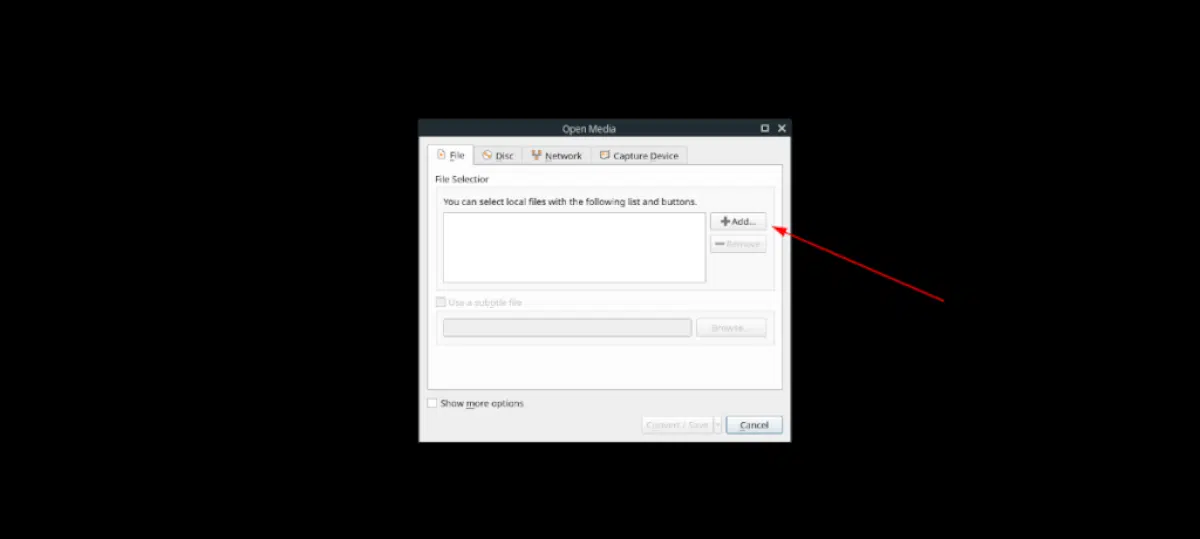 Open Media
File Disc Network Capture Device
File Selection
You can select local files with the following list and buttons.
Add...
Remove
Use a subtitle file
Browse...
Show more options
Convert / Save Cancel